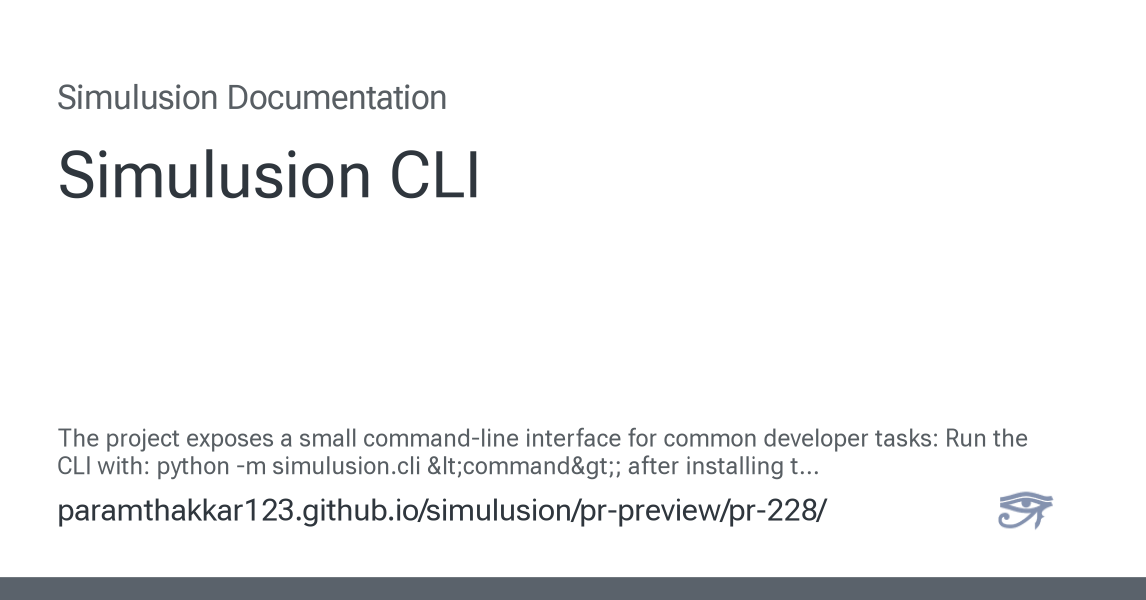 Simulusion Documentation
Simulusion CLI
The project exposes a small command-line interface for common developer tasks: Run the
CLI with: python -m simulusion.cli &lt;command&gt;; after installing t...
paramthakkar123.github.io/simulusion/pr-preview/pr-228/